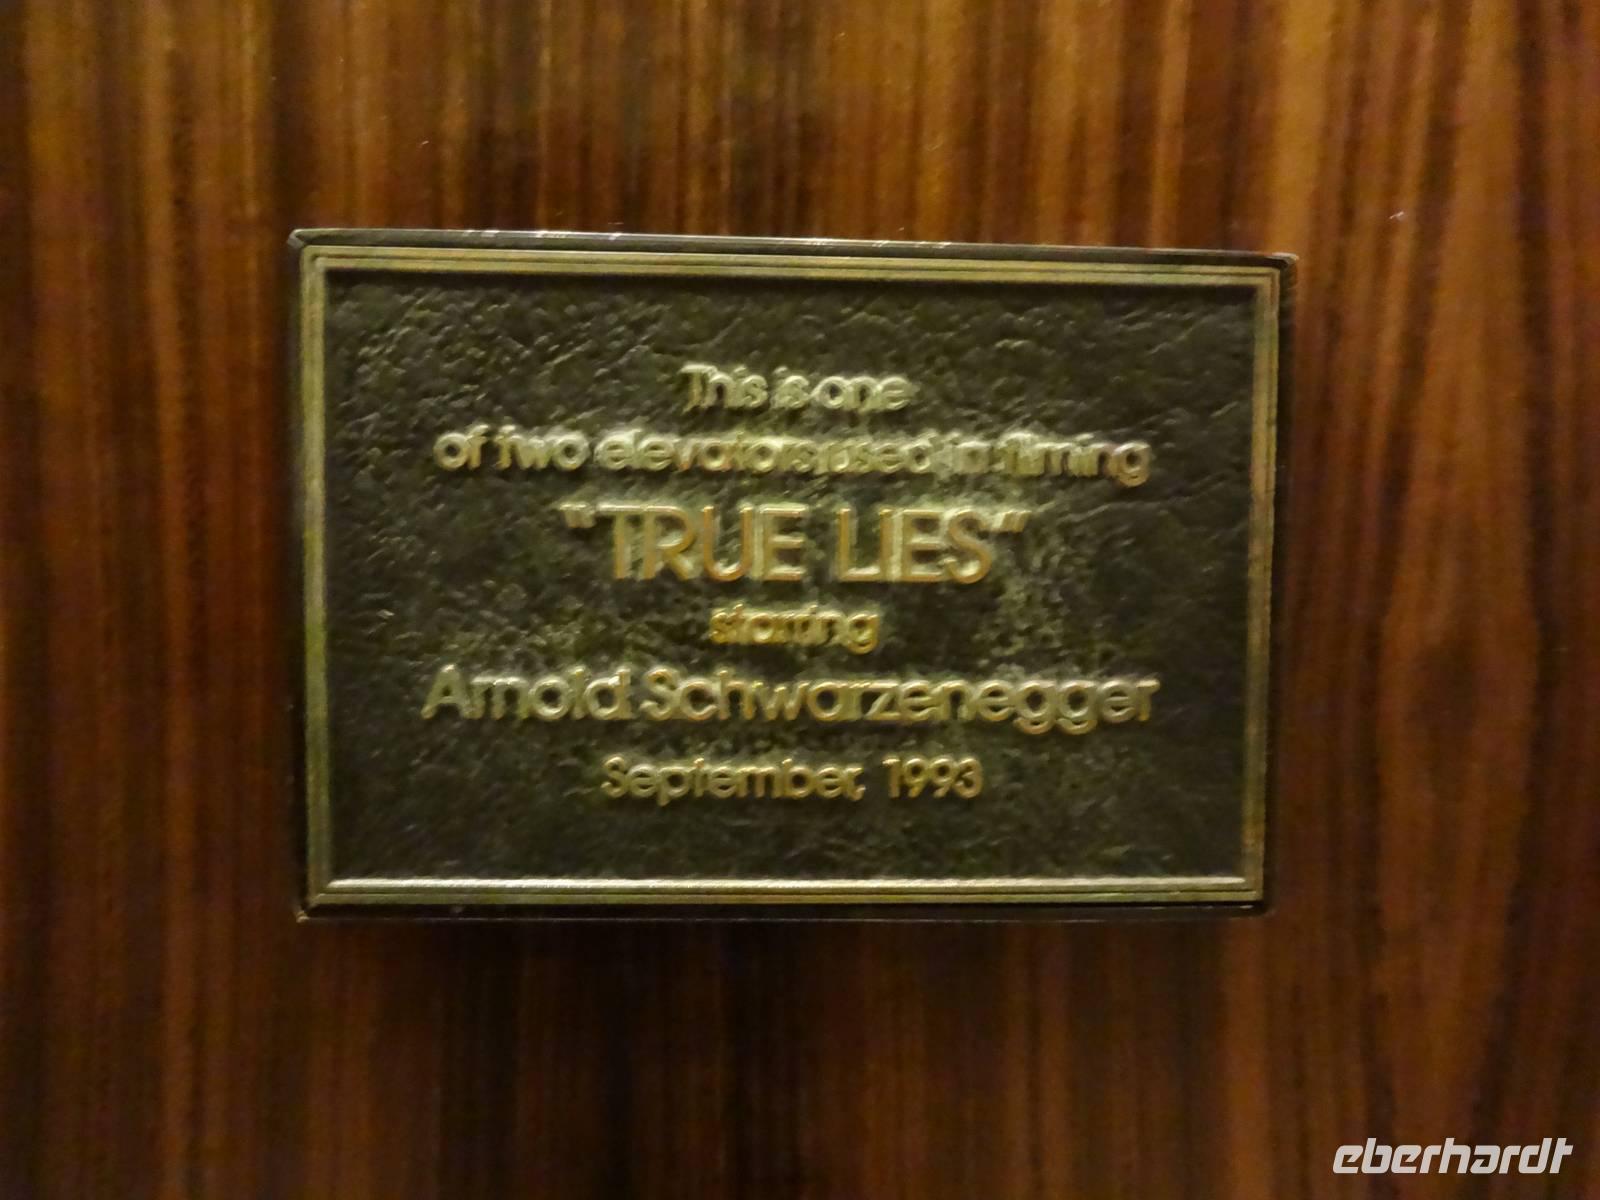 This is one
of two elevators used in filming
"TRUE LIES"
starring
Arnold Schwarzenegger
September, 1993
eberhardt